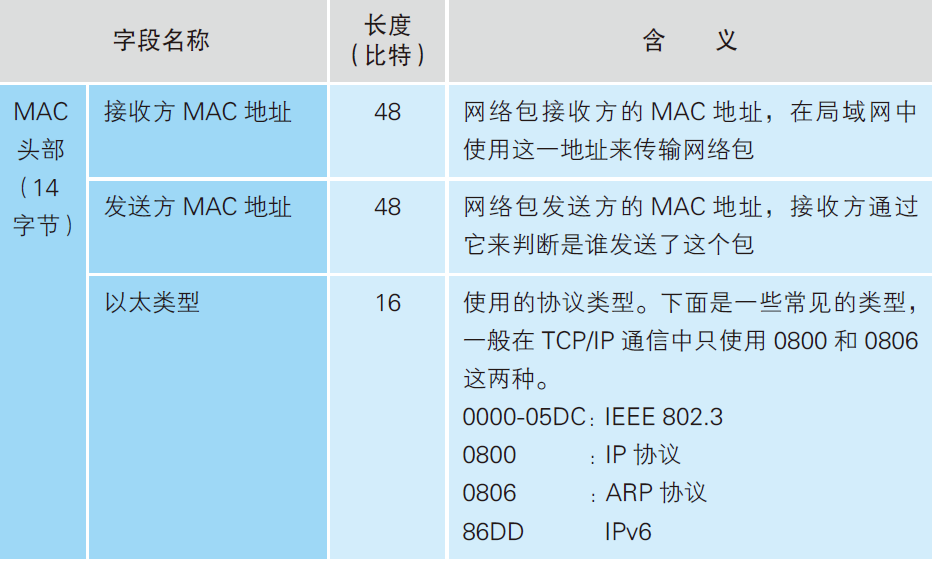 字段名称
长度
（比特）
含 义
MAC
头部
（14
字节）
接收方 MAC 地址
48
网络包接收方的 MAC 地址，在局域网中
使用这一地址来传输网络包
发送方 MAC 地址
48
网络包发送方的 MAC 地址，接收方通过
它来判断是谁发送了这个包
以太类型
16
使用的协议类型。下面是一些常见的类型，
一般在 TCP/IP 通信中只使用 0800 和 0806
这两种。
0000-05DC：IEEE 802.3
0800 ：IP 协议
0806 ：ARP 协议
86DD IPv6